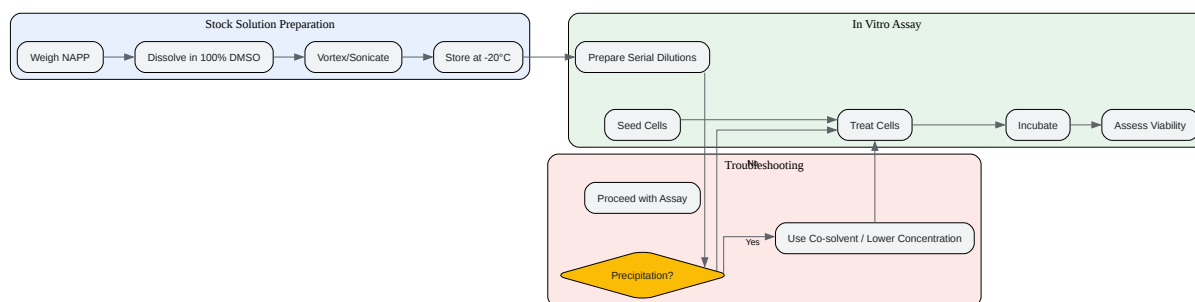 Stock Solution Preparation
Weigh NAPP
Dissolve in 100% DMSO
Vortex/Sonicate
Store at -20°C
In Vitro Assay
Prepare Serial Dilutions
Seed Cells
Treat Cells
Incubate
Assess Viability
Troubleshooting
No
Proceed with Assay
Yes
Use Co-solvent / Lower Concentration
Precipitation?